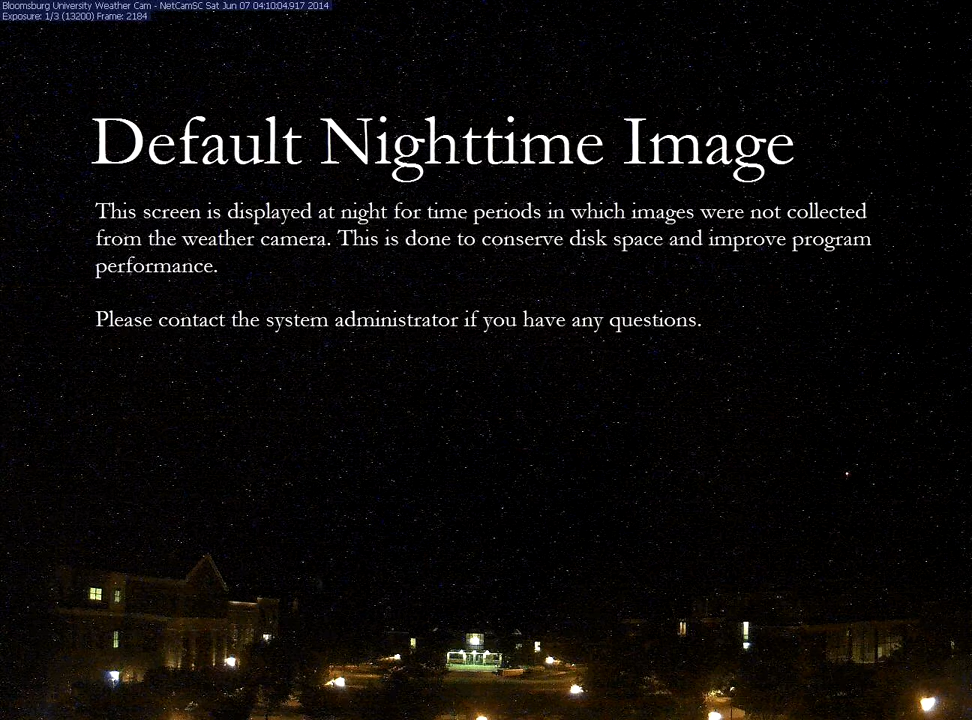 Bloomsburg University Weather Cam - NetCamSC Sat Jun 07 04:10:04.917 2014
Exposure: 1/3 (13200) Frame: 2184
Default Nighttime Image
This screen is displayed at night for time periods in which images were not collected
from the weather camera. This is done to conserve disk space and improve program
performance.
Please contact the system administrator if you have any questions.